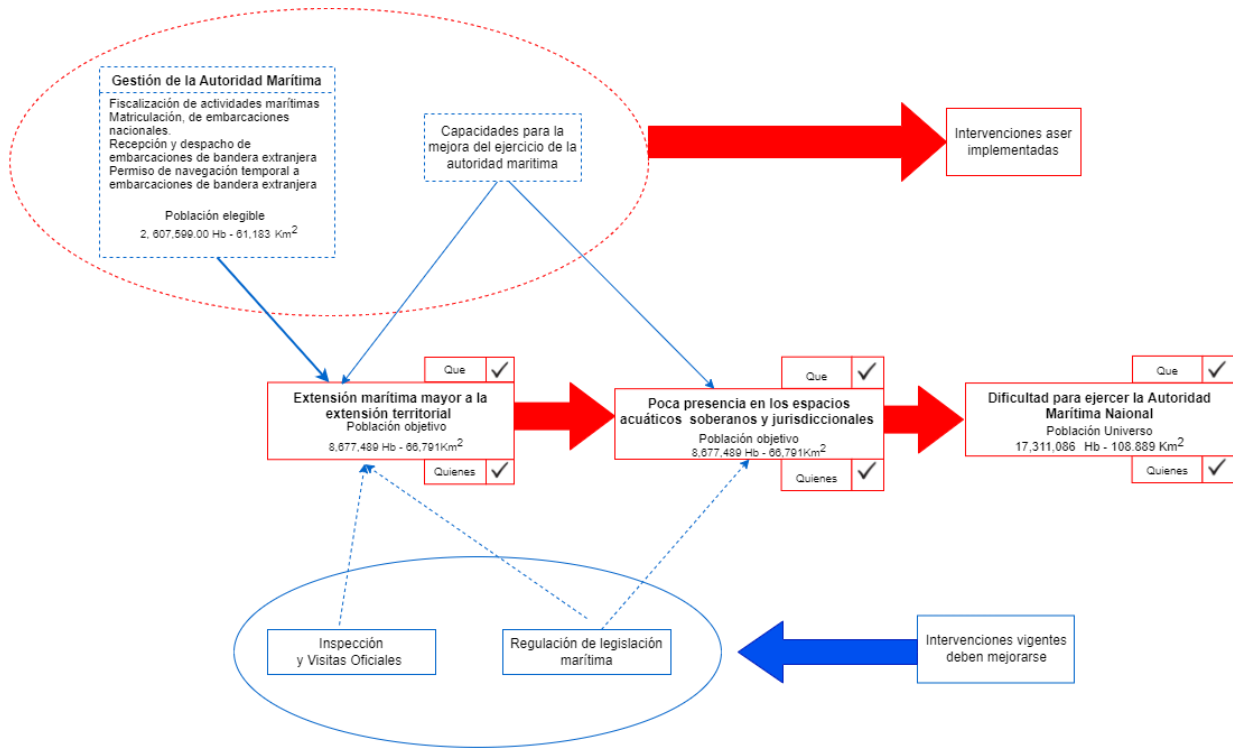 Gestión de la Autoridad Marítima
Fiscalización de actividades marítimas
Matriculación, de embarcaciones
nacionales.
Recepción y despacho de
embarcaciones de bandera extranjera
Permiso de navegación temporal a
embarcaciones de bandera extranjera
Población elegible
2, 607,599.00 Hb - 61,183 Km2
Capacidades para la
mejora del ejercicio de la
autoridad marítima
Intervenciones aser
implementadas
Que
Extensión marítima mayor a la
extensión territorial
Población objetivo
8,677,489 Hb - 66,791Km2
Quienes
Que
Poca presencia en los espacios
acuáticos soberanos y jurisdiccionales
Población objetivo
8,677,489 Hb - 66,791Km2
Quienes
Que
Dificultad para ejercer la Autoridad
Marítima Naional
Población Universo
17,311,086 Hb - 108.889 Km2
Quienes
Inspección
y Visitas Oficiales
Regulación de legislación
marítima
Intervenciones vigentes
deben mejorarse